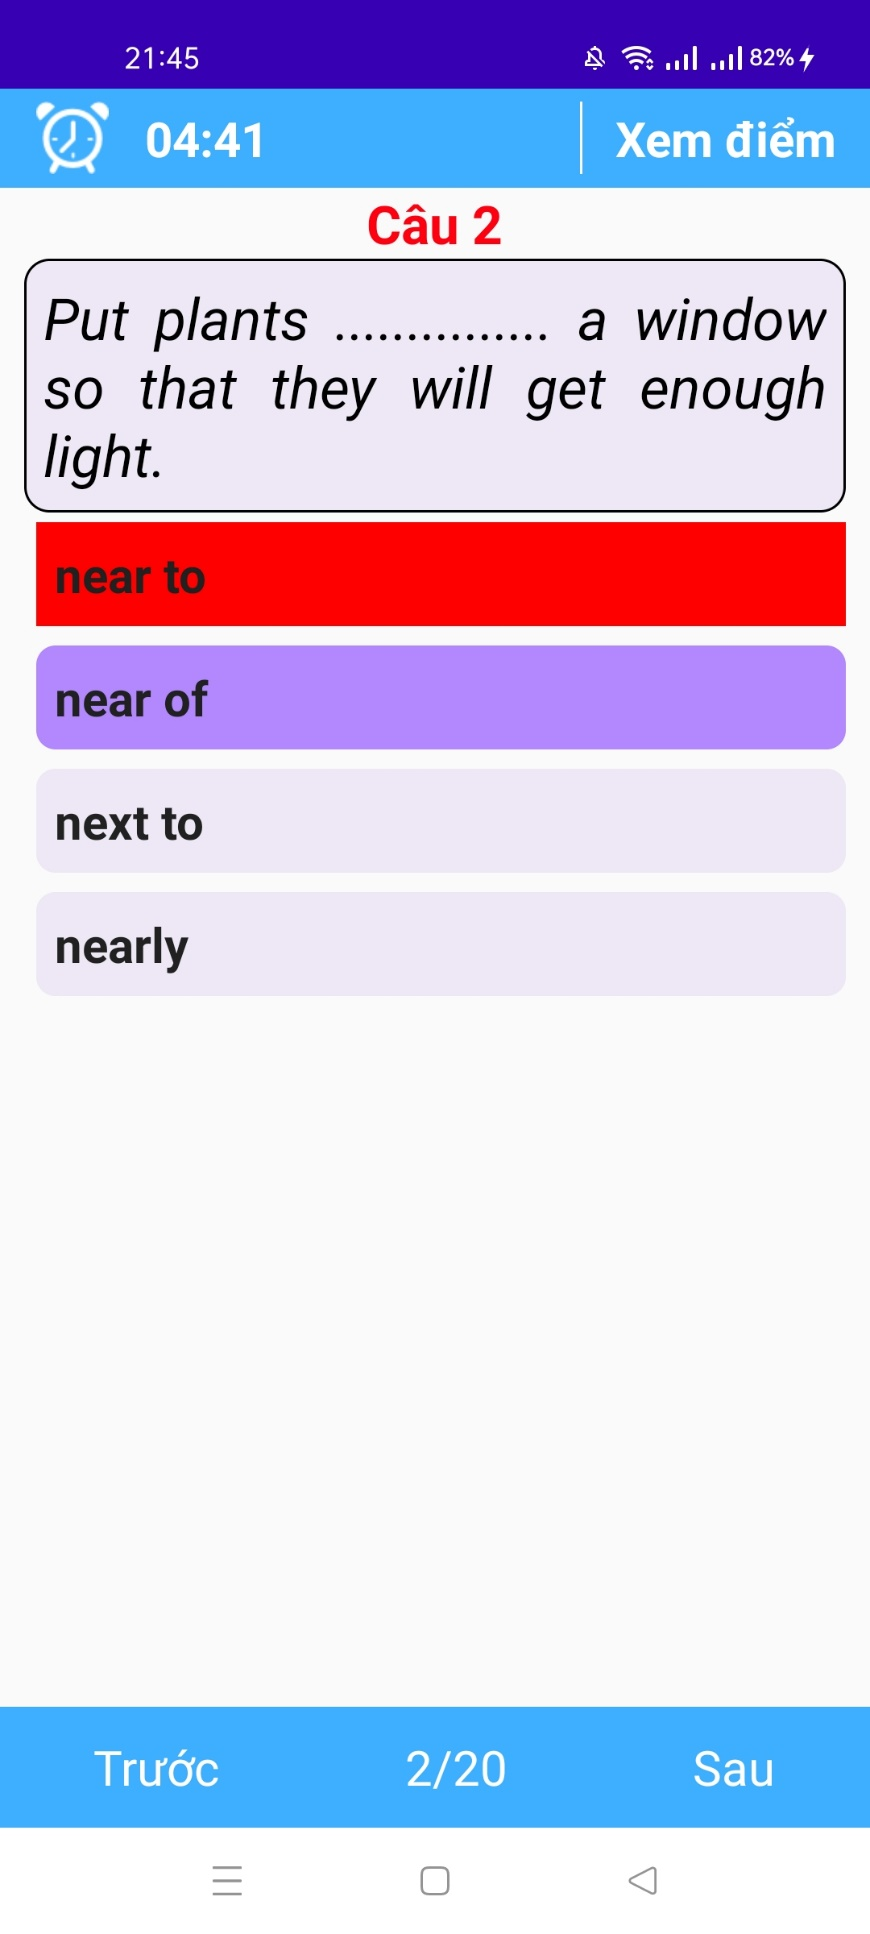 21:45 82%
04:41 Xem điểm
Câu 2
Put plants ............... a window
so that they will get enough
light.
near to
near of
next to
nearly
Trước 2/20 Sau